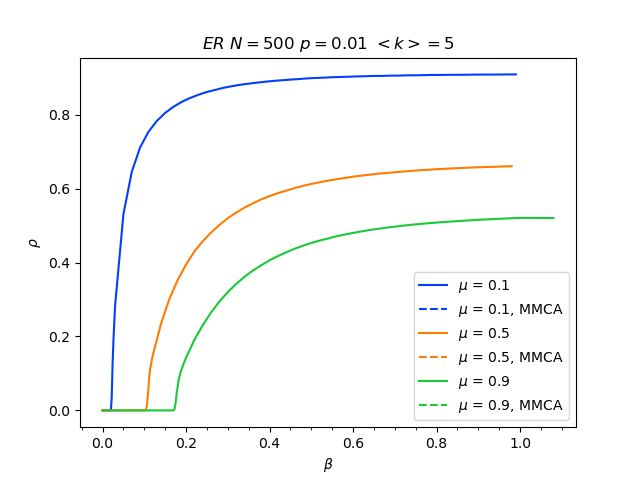 ER N = 500 p = 0.01 < k >= 5
ρ
0.8
0.6
0.4
0.2
0.0
0.0 0.2 0.4 0.6 0.8 1.0
β
μ = 0.1
μ = 0.1, MMCA
μ = 0.5
μ = 0.5, MMCA
μ = 0.9
μ = 0.9, MMCA